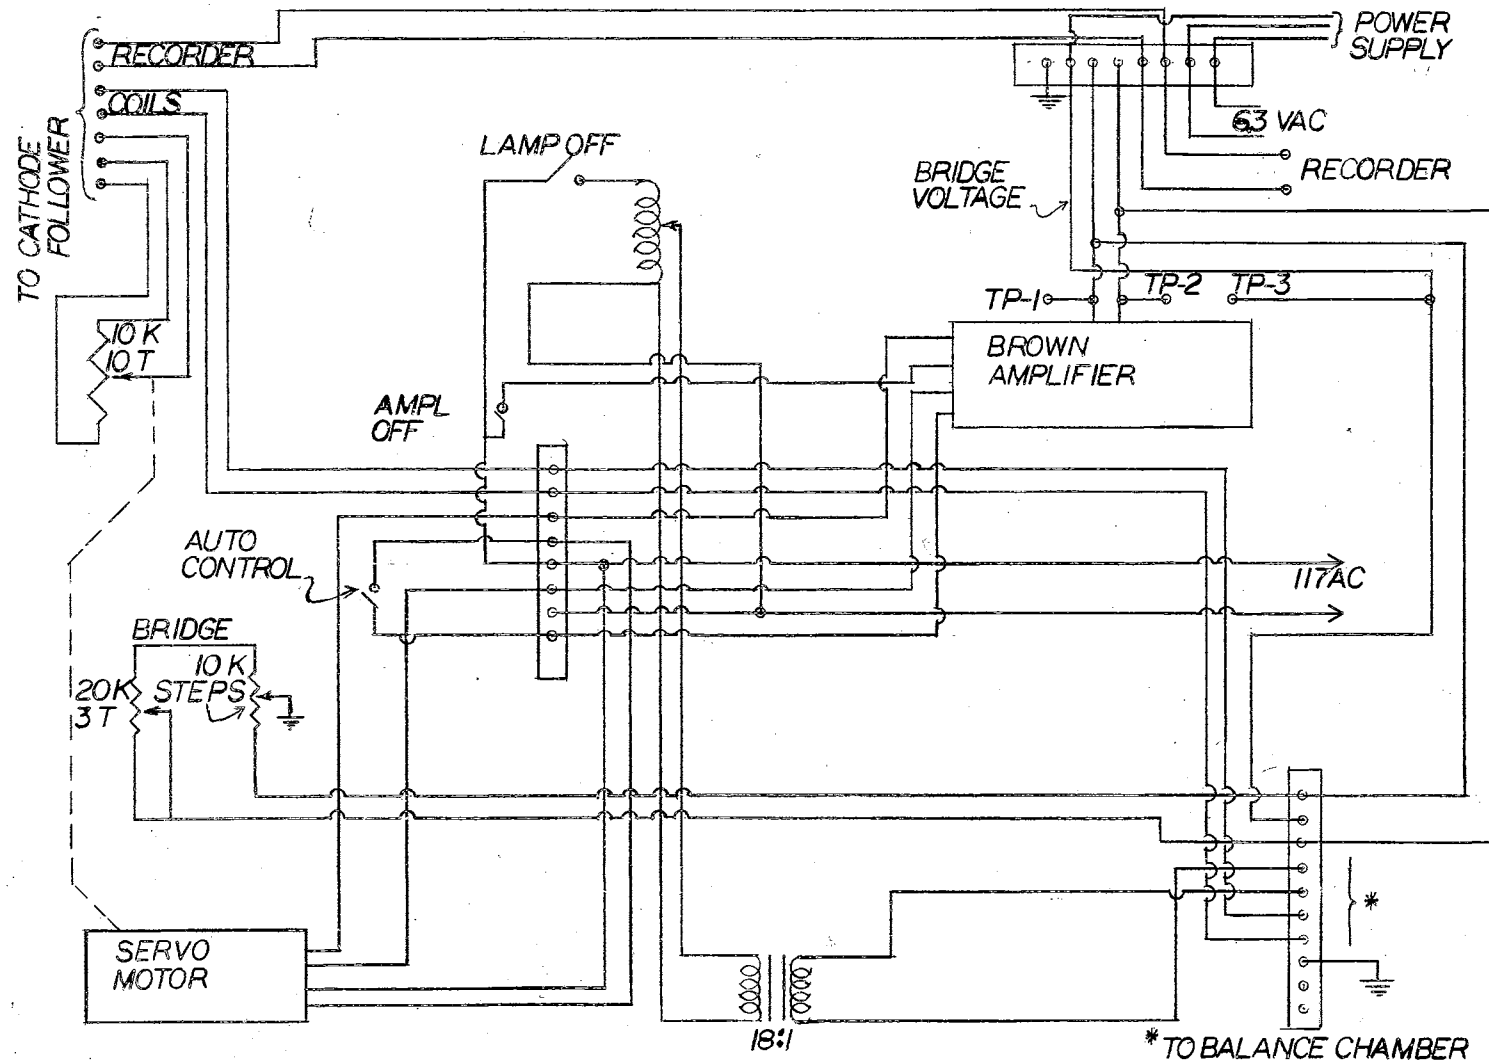 POWER
SUPPLY
RECORDER
COILS
TO CATHODE
FOLLOWER
6.3 VAC
LAMP OFF
BRIDGE
VOLTAGE
RECORDER
TP-1
TP-2
TP-3
10 K
10 T
BROWN
AMPLIFIER
AMPL
OFF
AUTO
CONTROL
117AC
BRIDGE
10 K
STEPS
20K
3 T
*
SERVO
MOTOR
18:1
* TO BALANCE CHAMBER